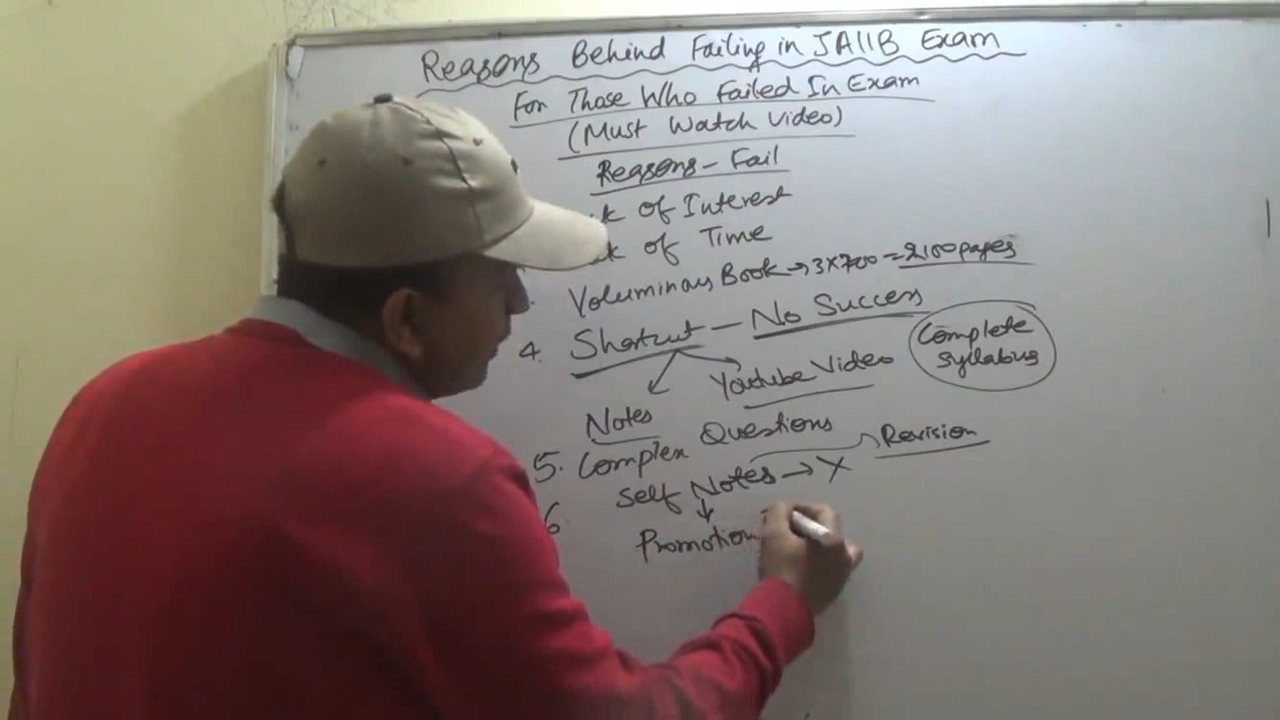 Reasons Behind Failing in JAIIB Exam
For Those Who Failed In Exam
(Must Watch Video)
Reasons - Fail
k of Interest
k of Time
Voluminous Book → 3x700 = 2100 pages
4. Shortcut - No Success
Complete
syllabus
Youtube Video
Notes
5. Complex Questions
Revision
6 Self Notes → X
Promotion